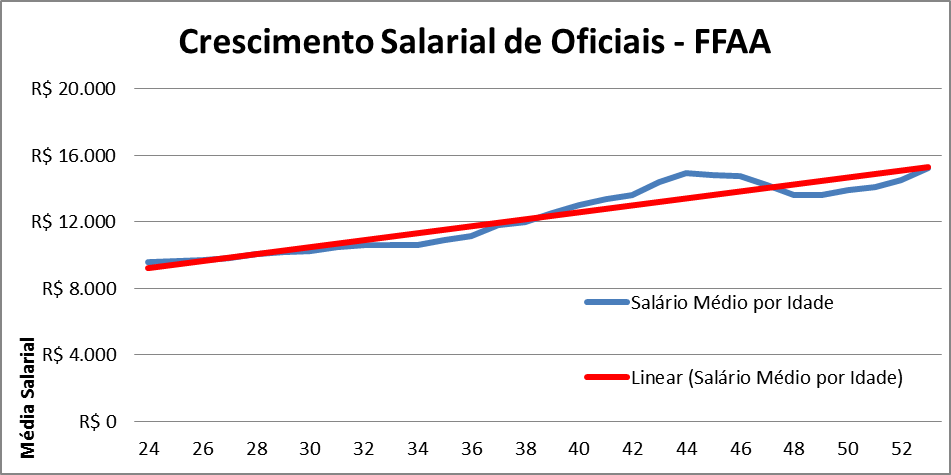 Crescimento Salarial de Oficiais - FFAA
R$ 20.000
R$ 16.000
R$ 12.000
R$ 8.000
R$ 4.000
R$ 0
Média Salarial
Salário Médio por Idade
Linear (Salário Médio por Idade)
24 26 28 30 32 34 36 38 40 42 44 46 48 50 52